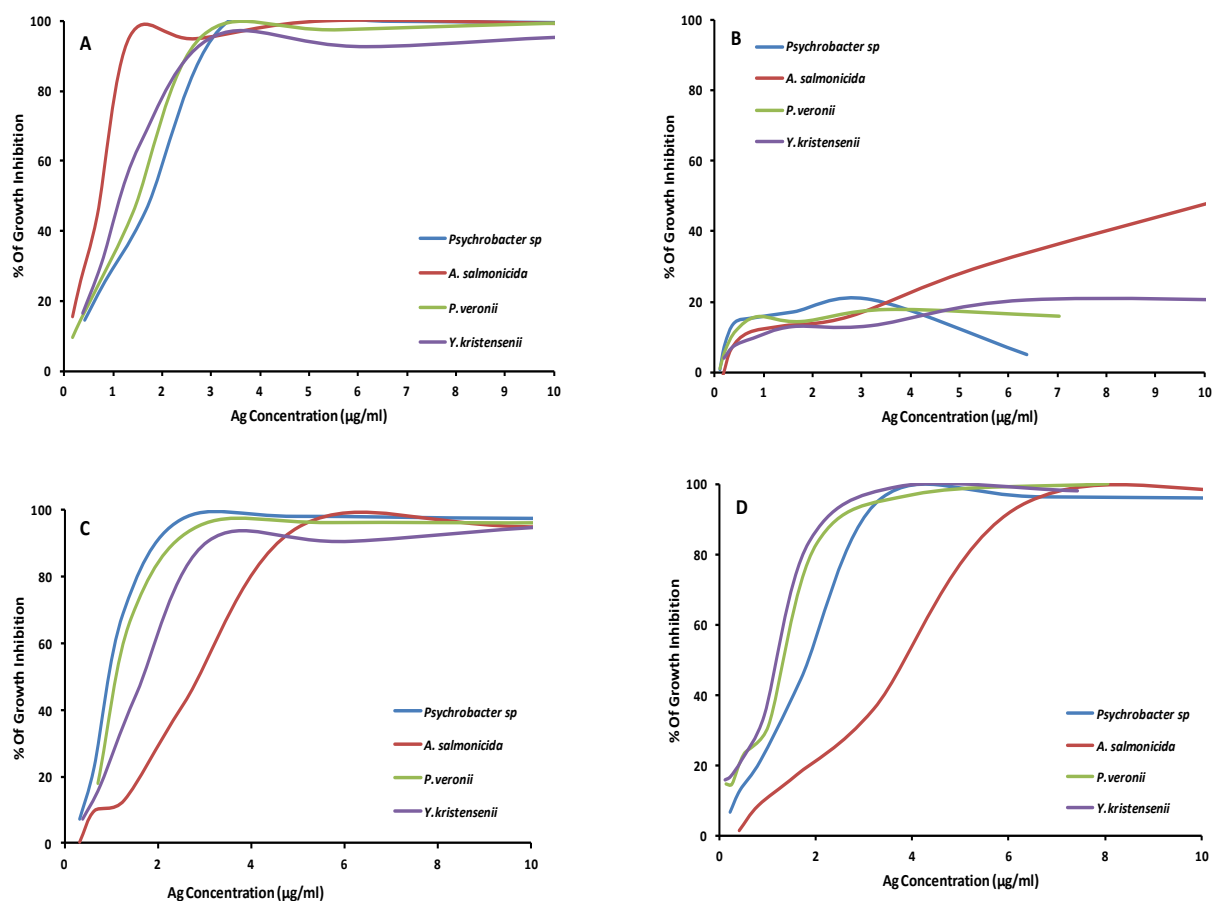 A
% Of Growth Inhibition
100
80
60
40
20
0
0 1 2 3 4 5 6 7 8 9 10
Ag Concentration (µg/ml)
Psychrobacter sp
A. salmonicida
P.veronii
Y.kristensenii
B
% Of Growth Inhibition
100
80
60
40
20
0
0 1 2 3 4 5 6 7 8 9 10
Ag Concentration (µg/ml)
Psychrobacter sp
A. salmonicida
P.veronii
Y.kristensenii
C
% Of Growth Inhibition
100
80
60
40
20
0
0 2 4 6 8 10
Ag Concentration (µg/ml)
Psychrobacter sp
A. salmonicida
P.veronii
Y.kristensenii
D
% Of Growth Inhibition
100
80
60
40
20
0
0 2 4 6 8 10
Ag Concentration (µg/ml)
Psychrobacter sp
A. salmonicida
P.veronii
Y.kristensenii